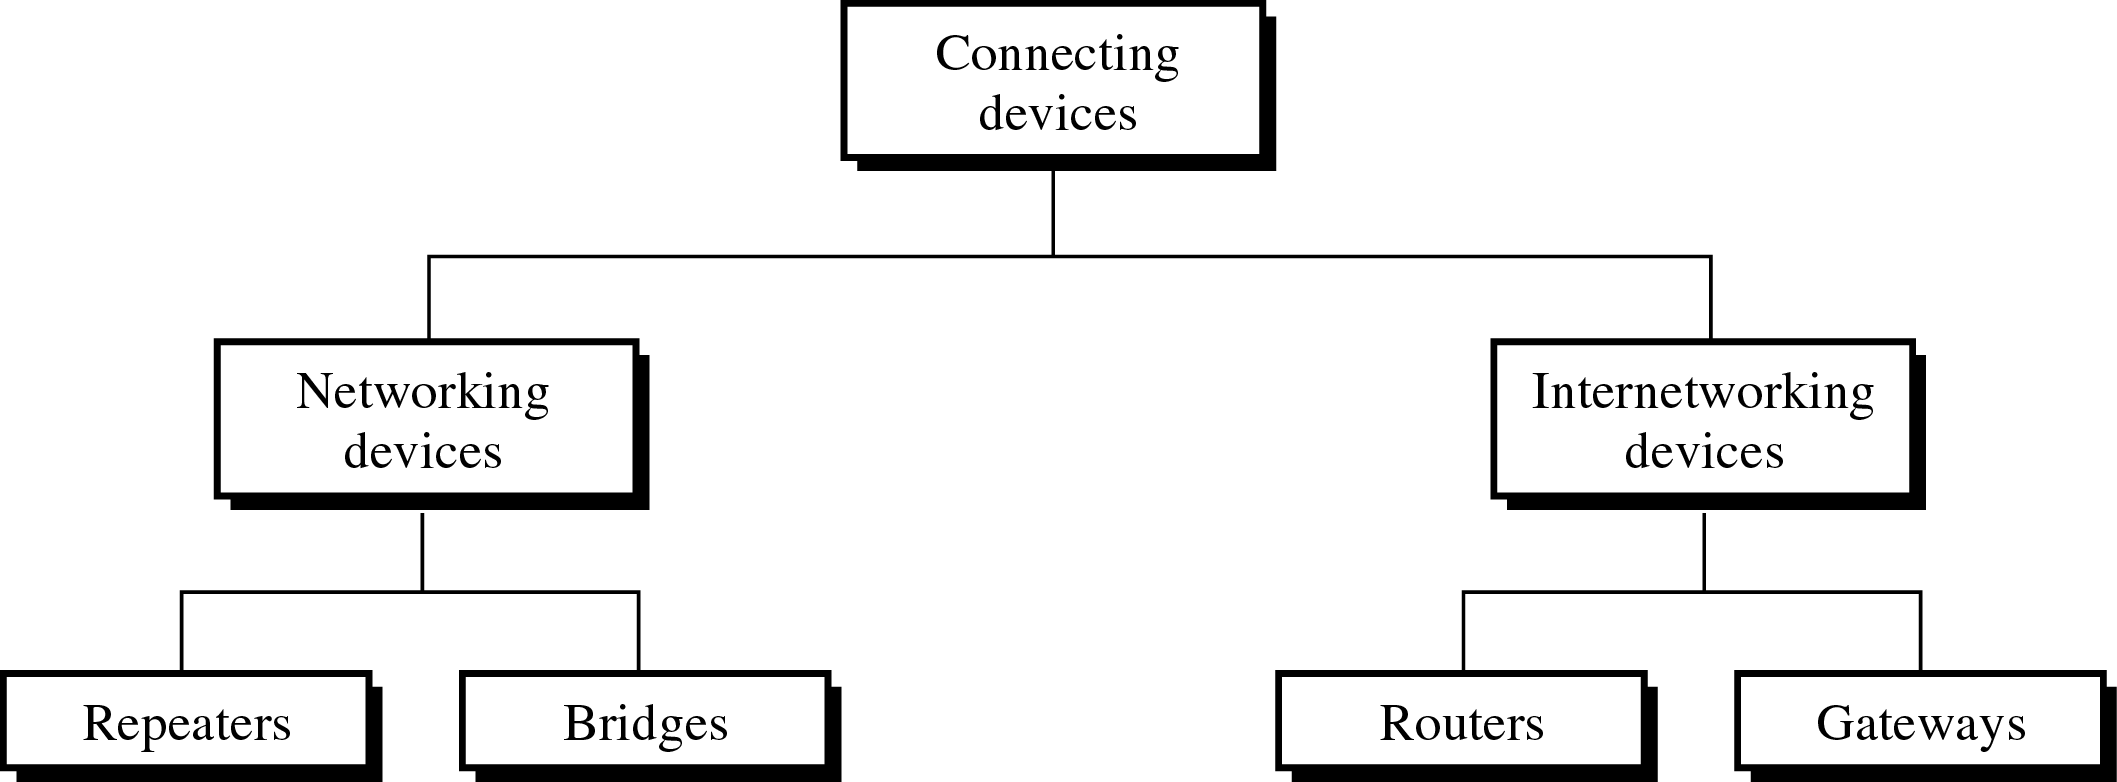 Connecting
devices
Networking
devices
Internetworking
devices
Repeaters
Bridges
Routers
Gateways